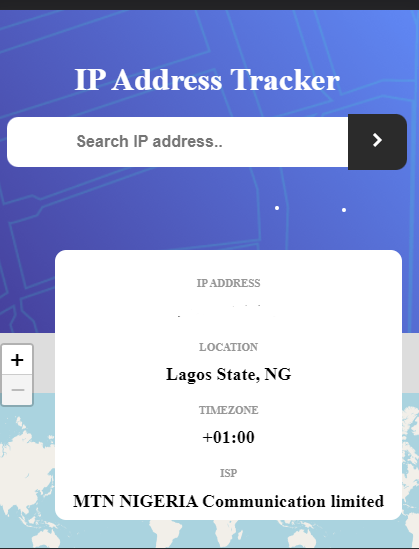 IP Address Tracker
Search IP address..
IP ADDRESS
LOCATION
Lagos State, NG
TIMEZONE
+01:00
ISP
MTN NIGERIA Communication limited
+
−